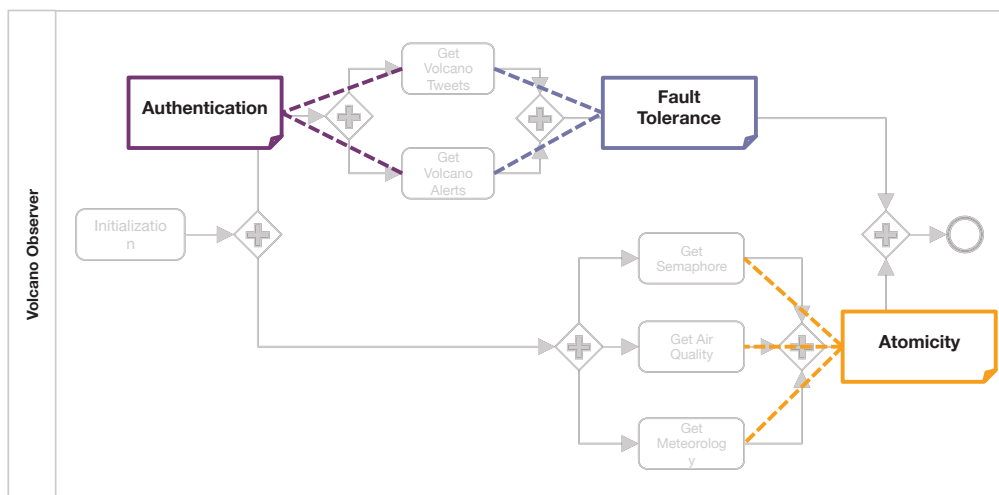 Volcano Observer
Get
Volcano
Tweets
Authentication
Fault
Tolerance
Get
Volcano
Alerts
Initializatio
n
Get
Semaphore
Get Air
Quality
Atomicity
Get
Meteorolog
y